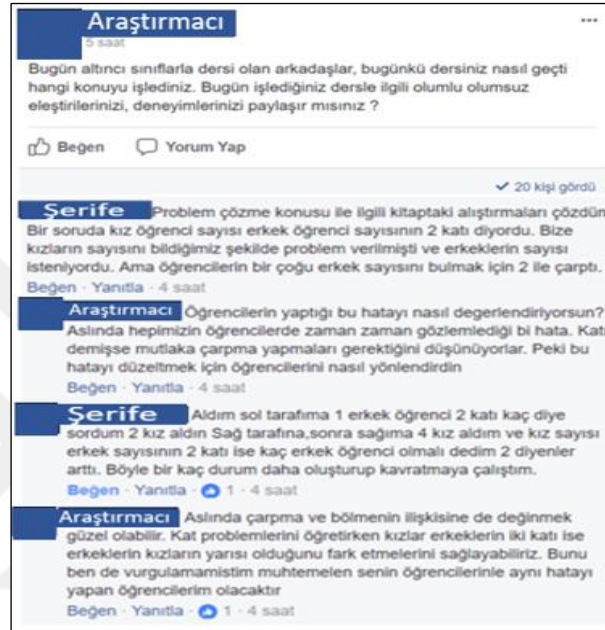 Araştırmacı
5 saat
Bugün altıncı sınıflarla dersi olan arkadaşlar, bugünkü dersiniz nasıl geçti
hangi konuyu işlediniz. Bugün işlediğiniz dersle ilgili olumlu olumsuz
eleştirilerinizi, deneyimlerinizi paylaşır mısınız ?
Beğen Yorum Yap
✓ 20 kişi gördü
Şerife Problem çözme konusu ile ilgili kitaptaki alıştırmaları çözdün
Bir soruda kız öğrenci sayısı erkek öğrenci sayısının 2 katı diyordu. Bize
kızların sayısını bildiğimiz şekilde problem verilmişti ve erkeklerin sayısı
isteniyordu. Ama öğrencilerin bir çoğu erkek sayısını bulmak için 2 ile çarptı.
Beğen · Yanıtla · 4 saat
Araştırmacı Öğrencilerin yaptığı bu hatayı nasıl degerlendiriyorsun?
Aslında hepimizin öğrencilerde zaman zaman gözlemlediği bi hata. Katı
demişse mutlaka çarpma yapmaları gerektiğini düşünüyorlar. Peki bu
hatayı düzeltmek için öğrencilerini nasıl yönlendirdin
Beğen · Yanıtla · 4 saat
Şerife Aldım sol tarafıma 1 erkek öğrenci 2 katı kaç diye
sordum 2 kız aldın Sağ tarafına,sonra sağıma 4 kız aldım ve kız sayısı
erkek sayısının 2 katı ise kaç erkek öğrenci olmalı dedim 2 diyenler
arttı. Böyle bir kaç durum daha oluşturup kavratmaya çalıştım.
Beğen · Yanıtla · 1 · 4 saat
Araştırmacı Aslında çarpma ve bölmenin ilişkisine de değinmek
güzel olabilir. Kat problemlerini öğretirken kızlar erkeklerin iki katı ise
erkeklerin kızların yarısı olduğunu fark etmelerini sağlayabiliriz. Bunu
ben de vurgulamamistim muhtemelen senin öğrencilerinle aynı hatayı
yapan öğrencilerim olacaktır
Beğen · Yanıtla · 1 · 4 saat